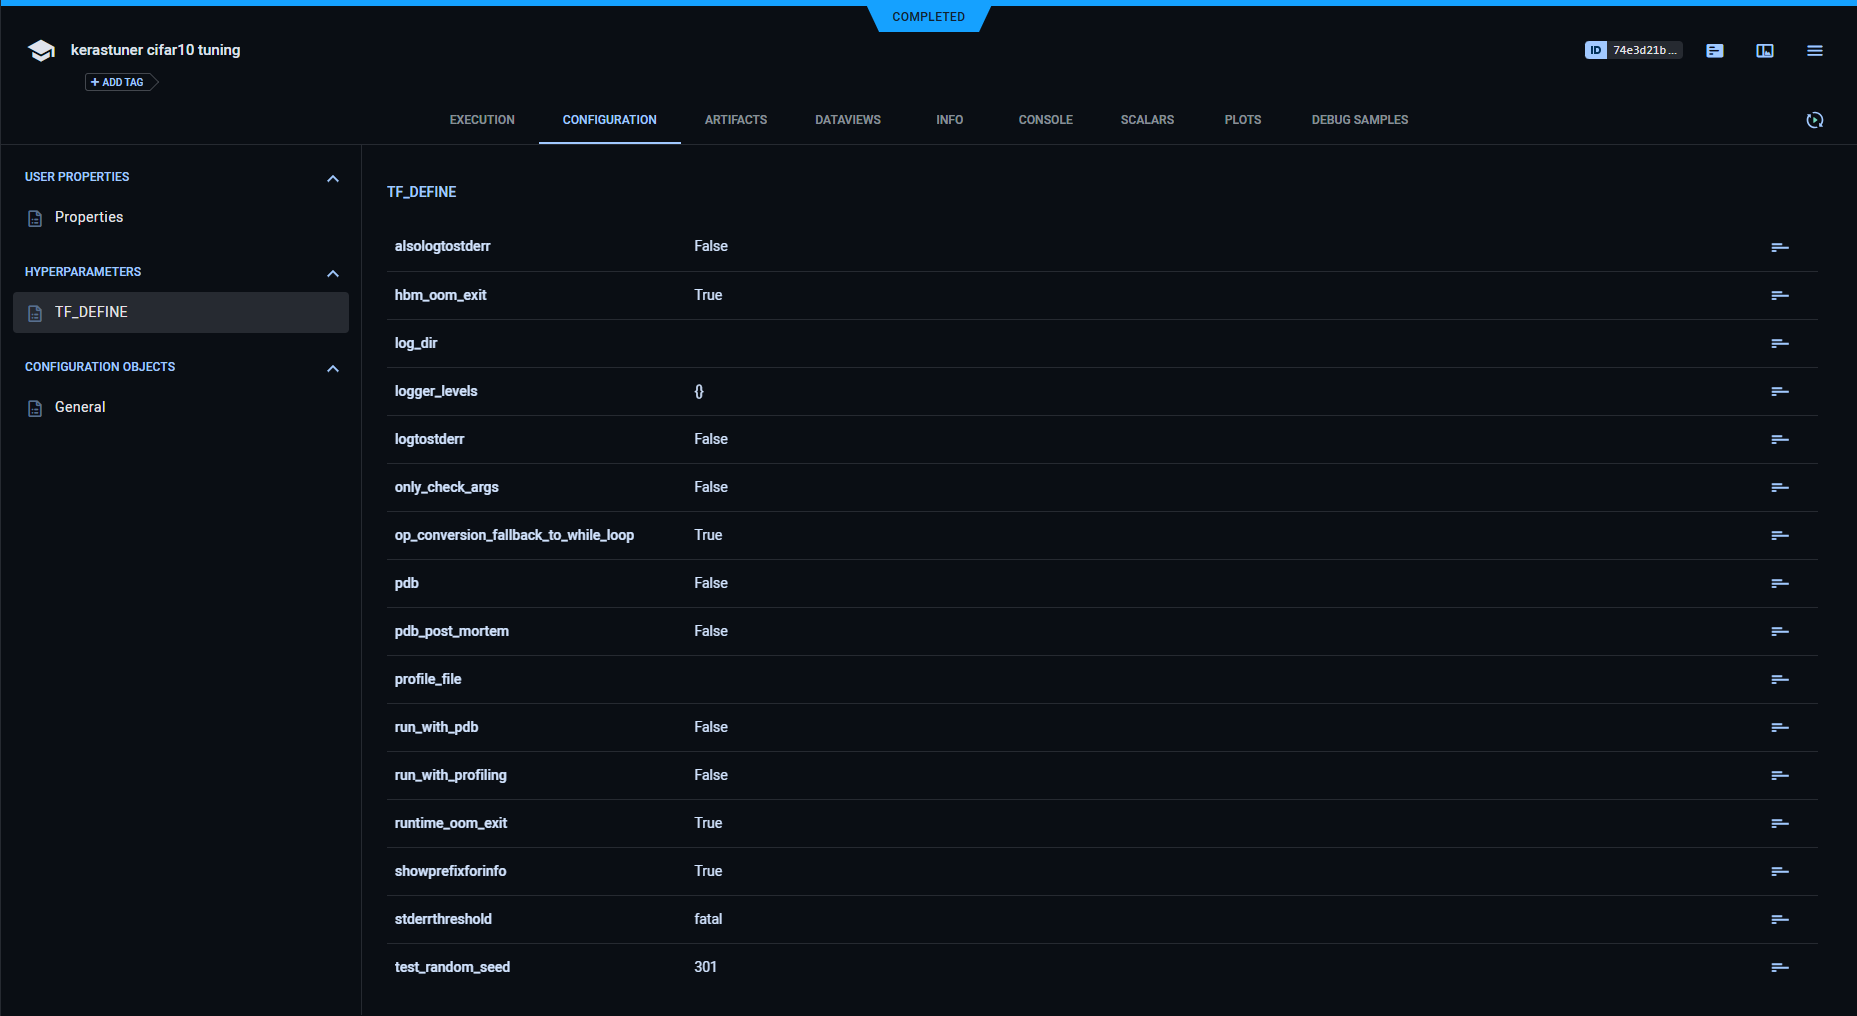 COMPLETED
kerastuner cifar10 tuning
ID 74e3d21b...
+ ADD TAG
EXECUTION CONFIGURATION ARTIFACTS DATAVIEWS INFO CONSOLE SCALARS PLOTS DEBUG SAMPLES
USER PROPERTIES
Properties
HYPERPARAMETERS
TF_DEFINE
CONFIGURATION OBJECTS
General
TF_DEFINE
alsologtostderr False
hbm_oom_exit True
log_dir
logger_levels {}
logtostderr False
only_check_args False
op_conversion_fallback_to_while_loop True
pdb False
pdb_post_mortem False
profile_file
run_with_pdb False
run_with_profiling False
runtime_oom_exit True
showprefixforinfo True
stderrthreshold fatal
test_random_seed 301